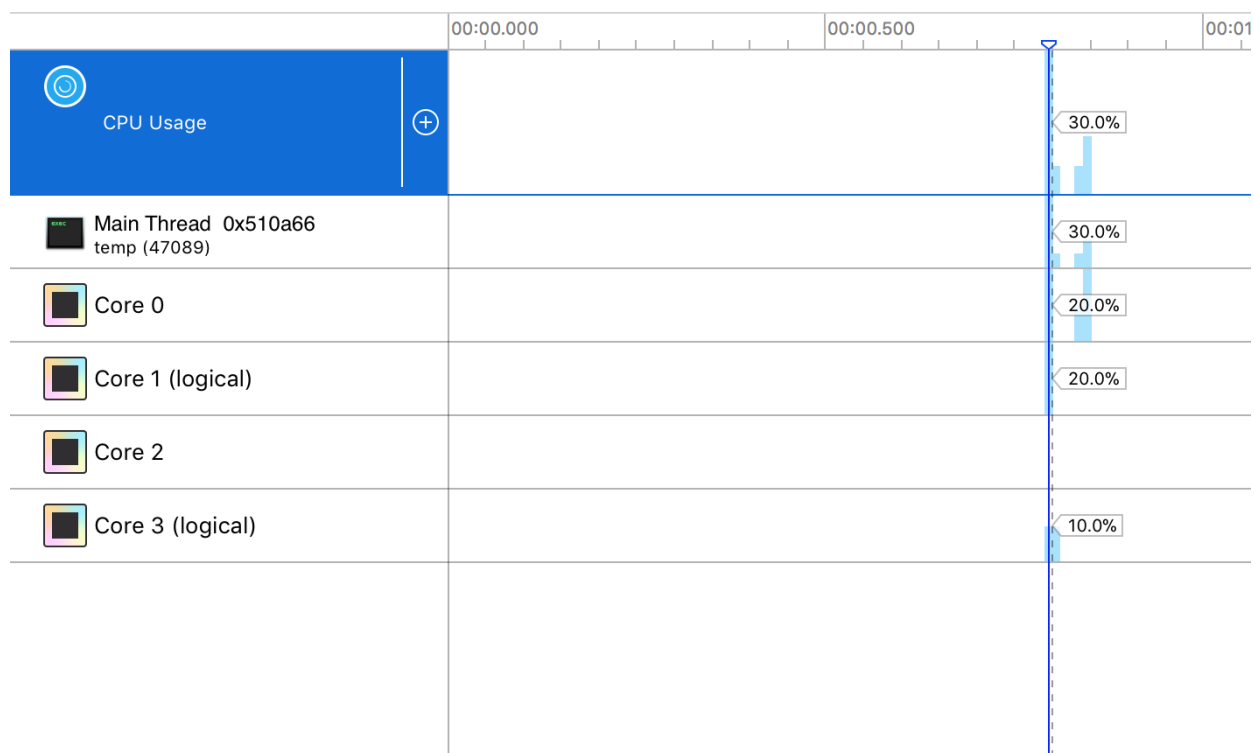 00:00.000 00:00.500 00:01
CPU Usage
30.0%
Main Thread 0x510a66
temp (47089)
30.0%
Core 0
20.0%
Core 1 (logical)
20.0%
Core 2
Core 3 (logical)
10.0%